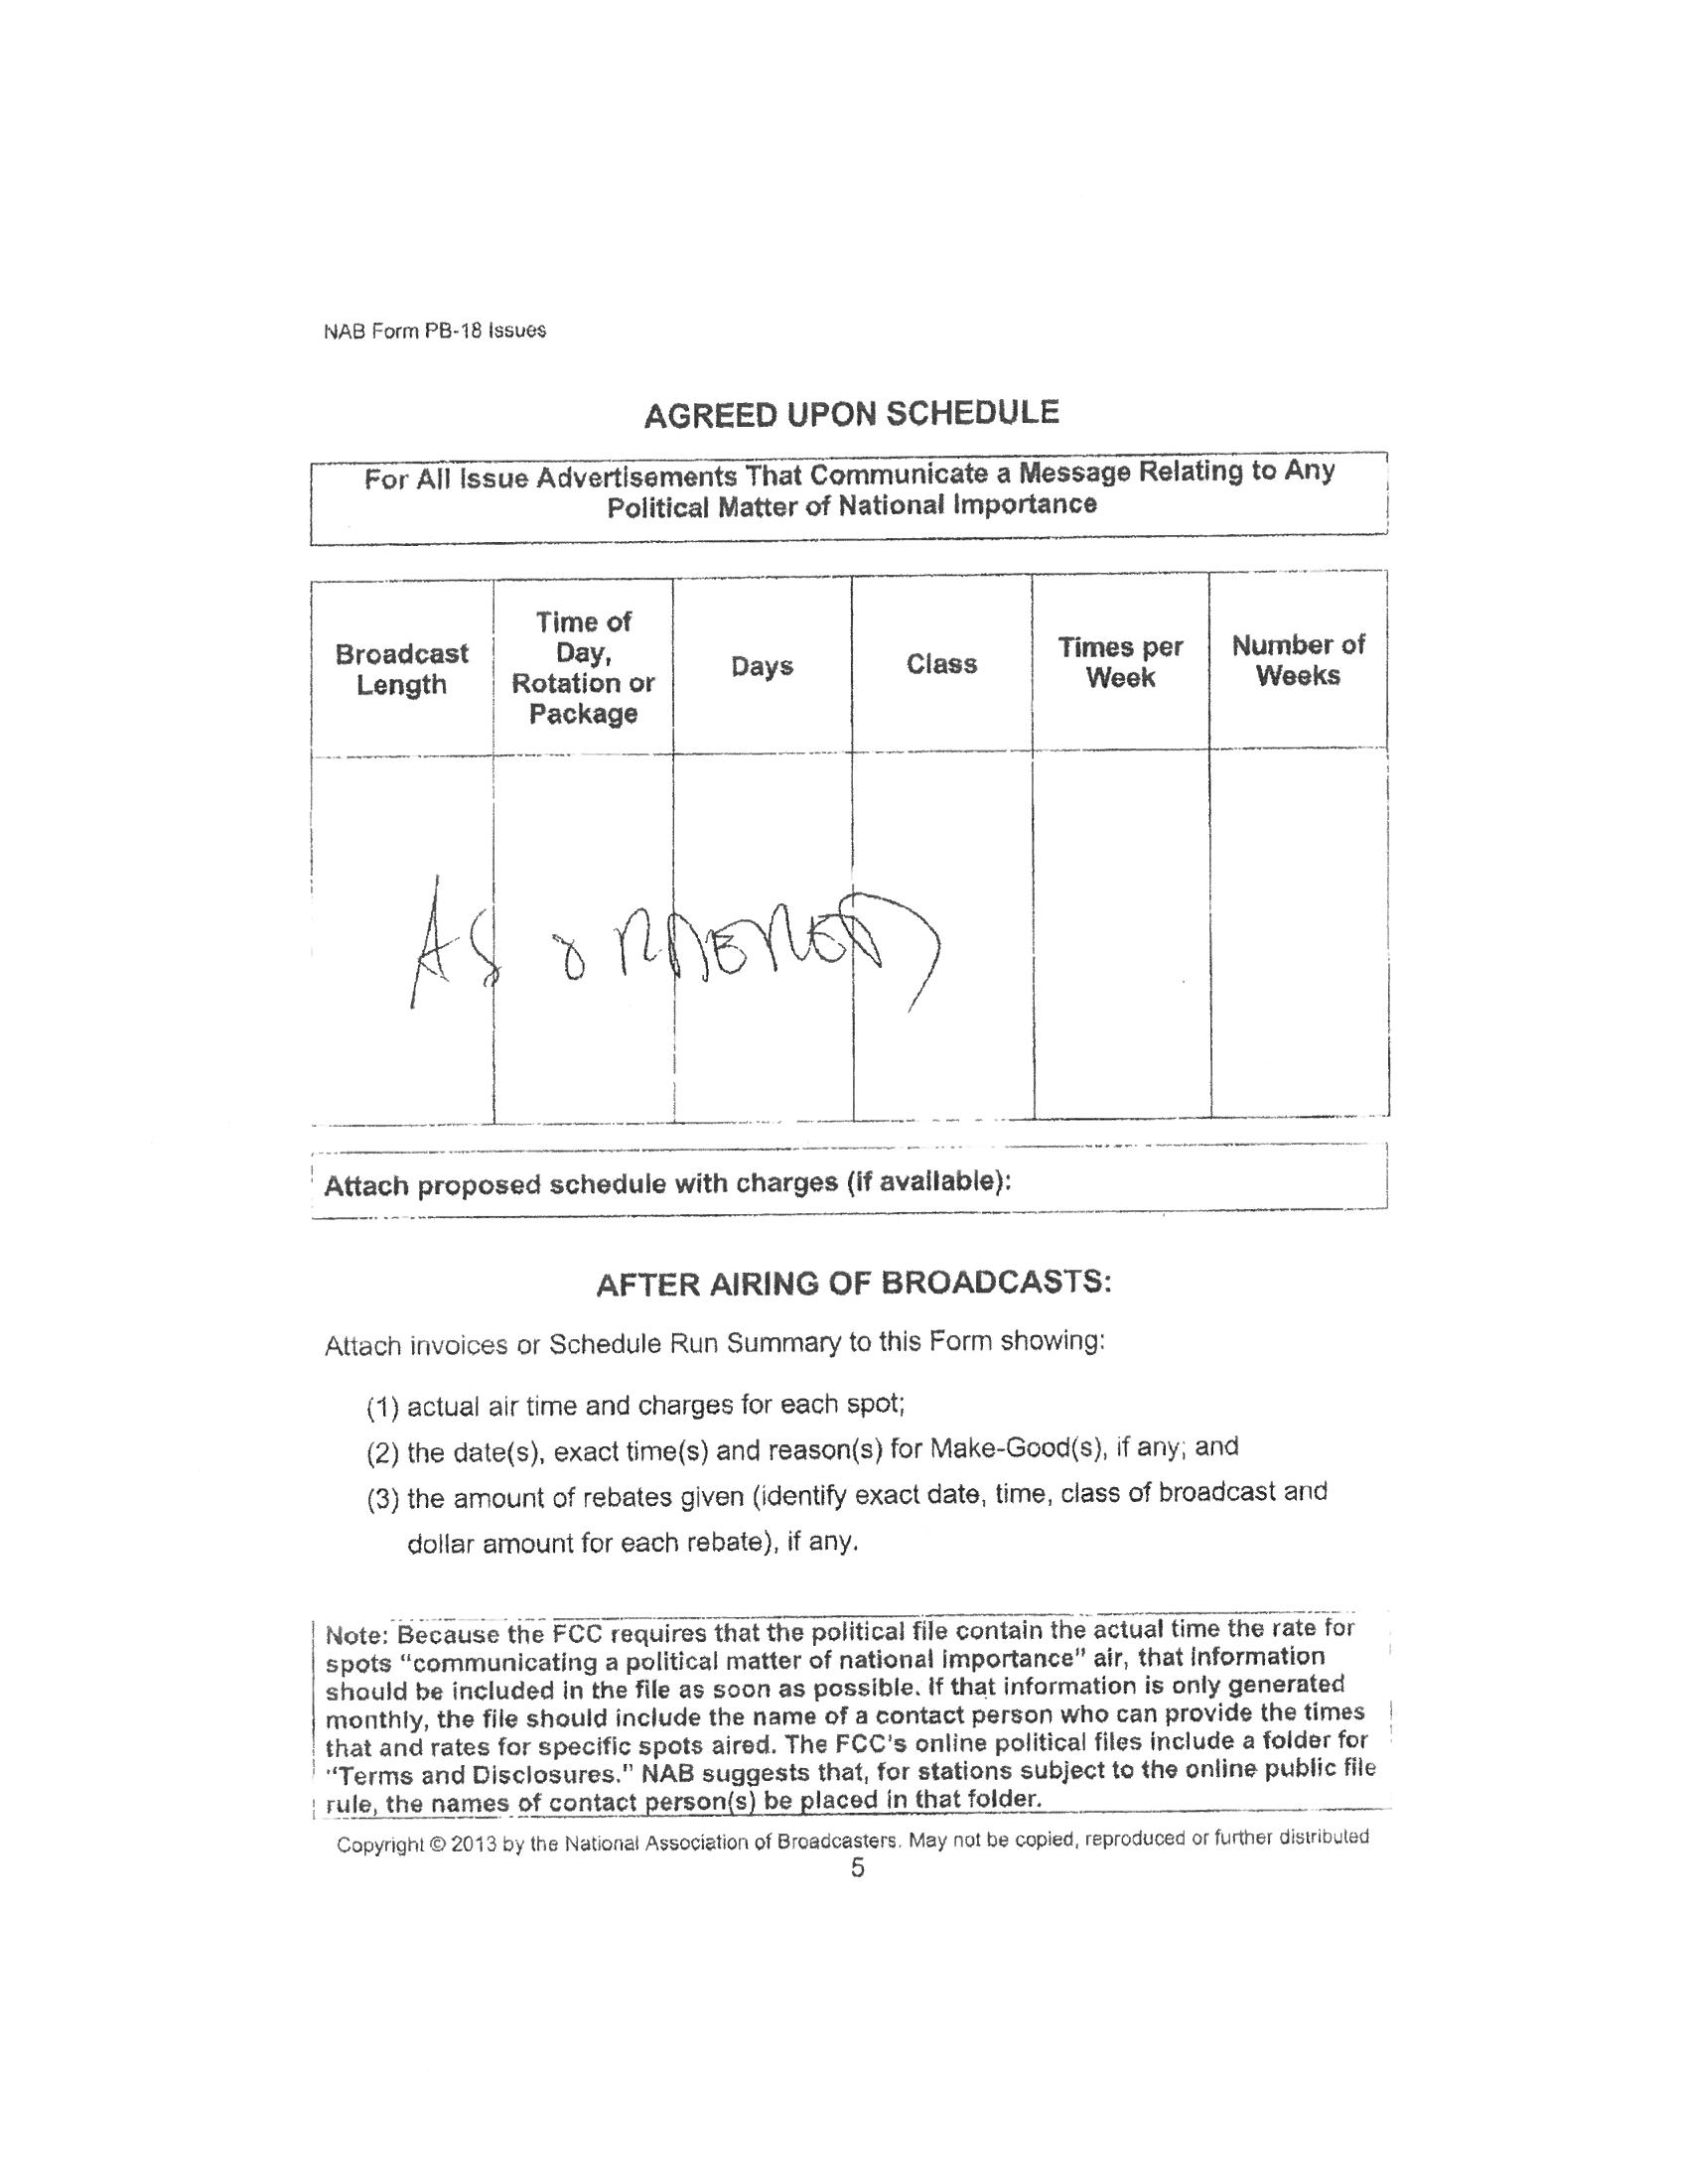 NAB Form PB-18 Issues
AGREED UPON SCHEDULE
For All Issue Advertisements That Communicate a Message Relating to Any
Political Matter of National Importance
Broadcast
Length
Time of
Day,
Rotation or
Package
Days
Class
Times per
Week
Number of
Weeks
AS ORDERED
Attach proposed schedule with charges (if available):
AFTER AIRING OF BROADCASTS:
Attach invoices or Schedule Run Summary to this Form showing:
(1) actual air time and charges for each spot;
(2) the date(s), exact time(s) and reason(s) for Make-Good(s), if any; and
(3) the amount of rebates given (identify exact date, time, class of broadcast and
dollar amount for each rebate), if any.
Note: Because the FCC requires that the political file contain the actual time the rate for
spots “communicating a political matter of national importance” air, that information
should be included in the file as soon as possible. If that information is only generated
monthly, the file should include the name of a contact person who can provide the times
that and rates for specific spots aired. The FCC's online political files include a folder for
“Terms and Disclosures.” NAB suggests that, for stations subject to the online public file
rule, the names of contact person(s) be placed in that folder.
Copyright © 2013 by the National Association of Broadcasters. May not be copied, reproduced or further distributed
5